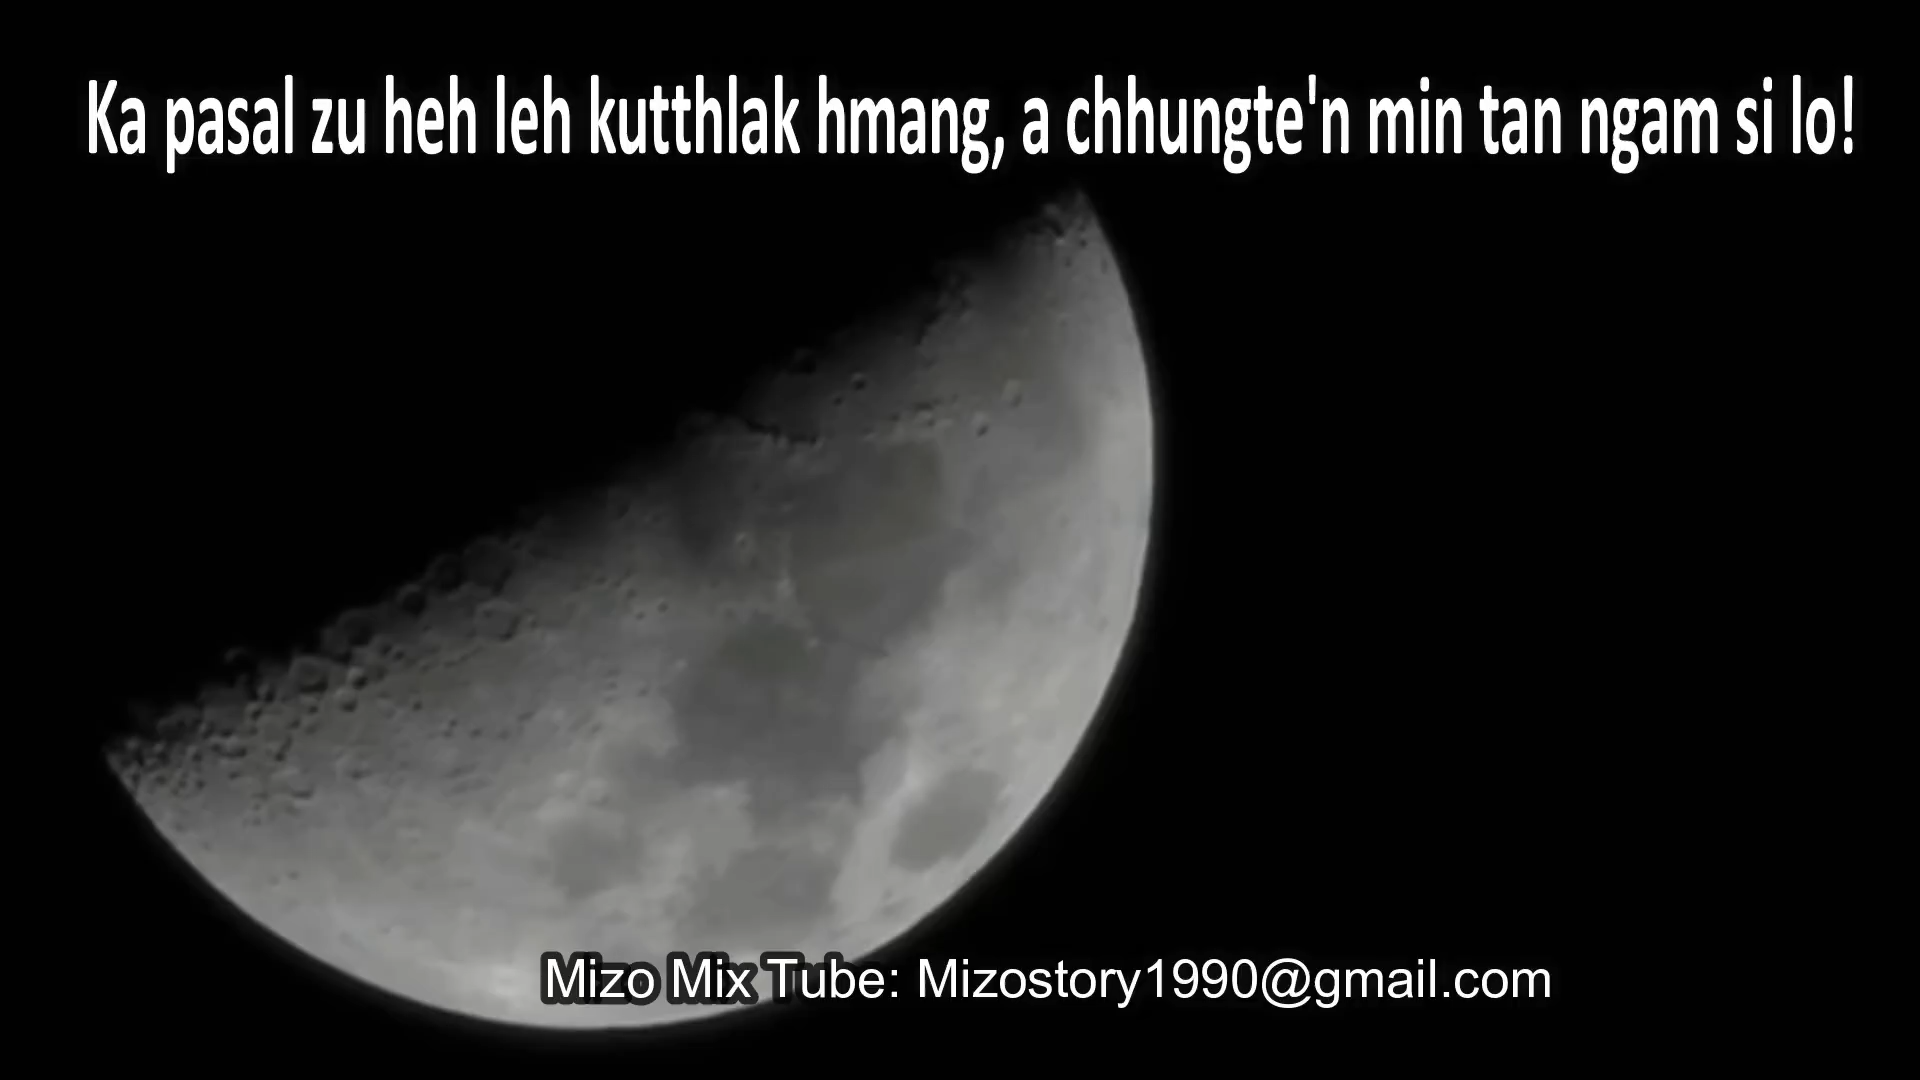 Ka pasal zu heh leh kutthlak hmang, a chhungte'n min tan ngam si lo!
Mizo Mix Tube: Mizostory1990@gmail.com